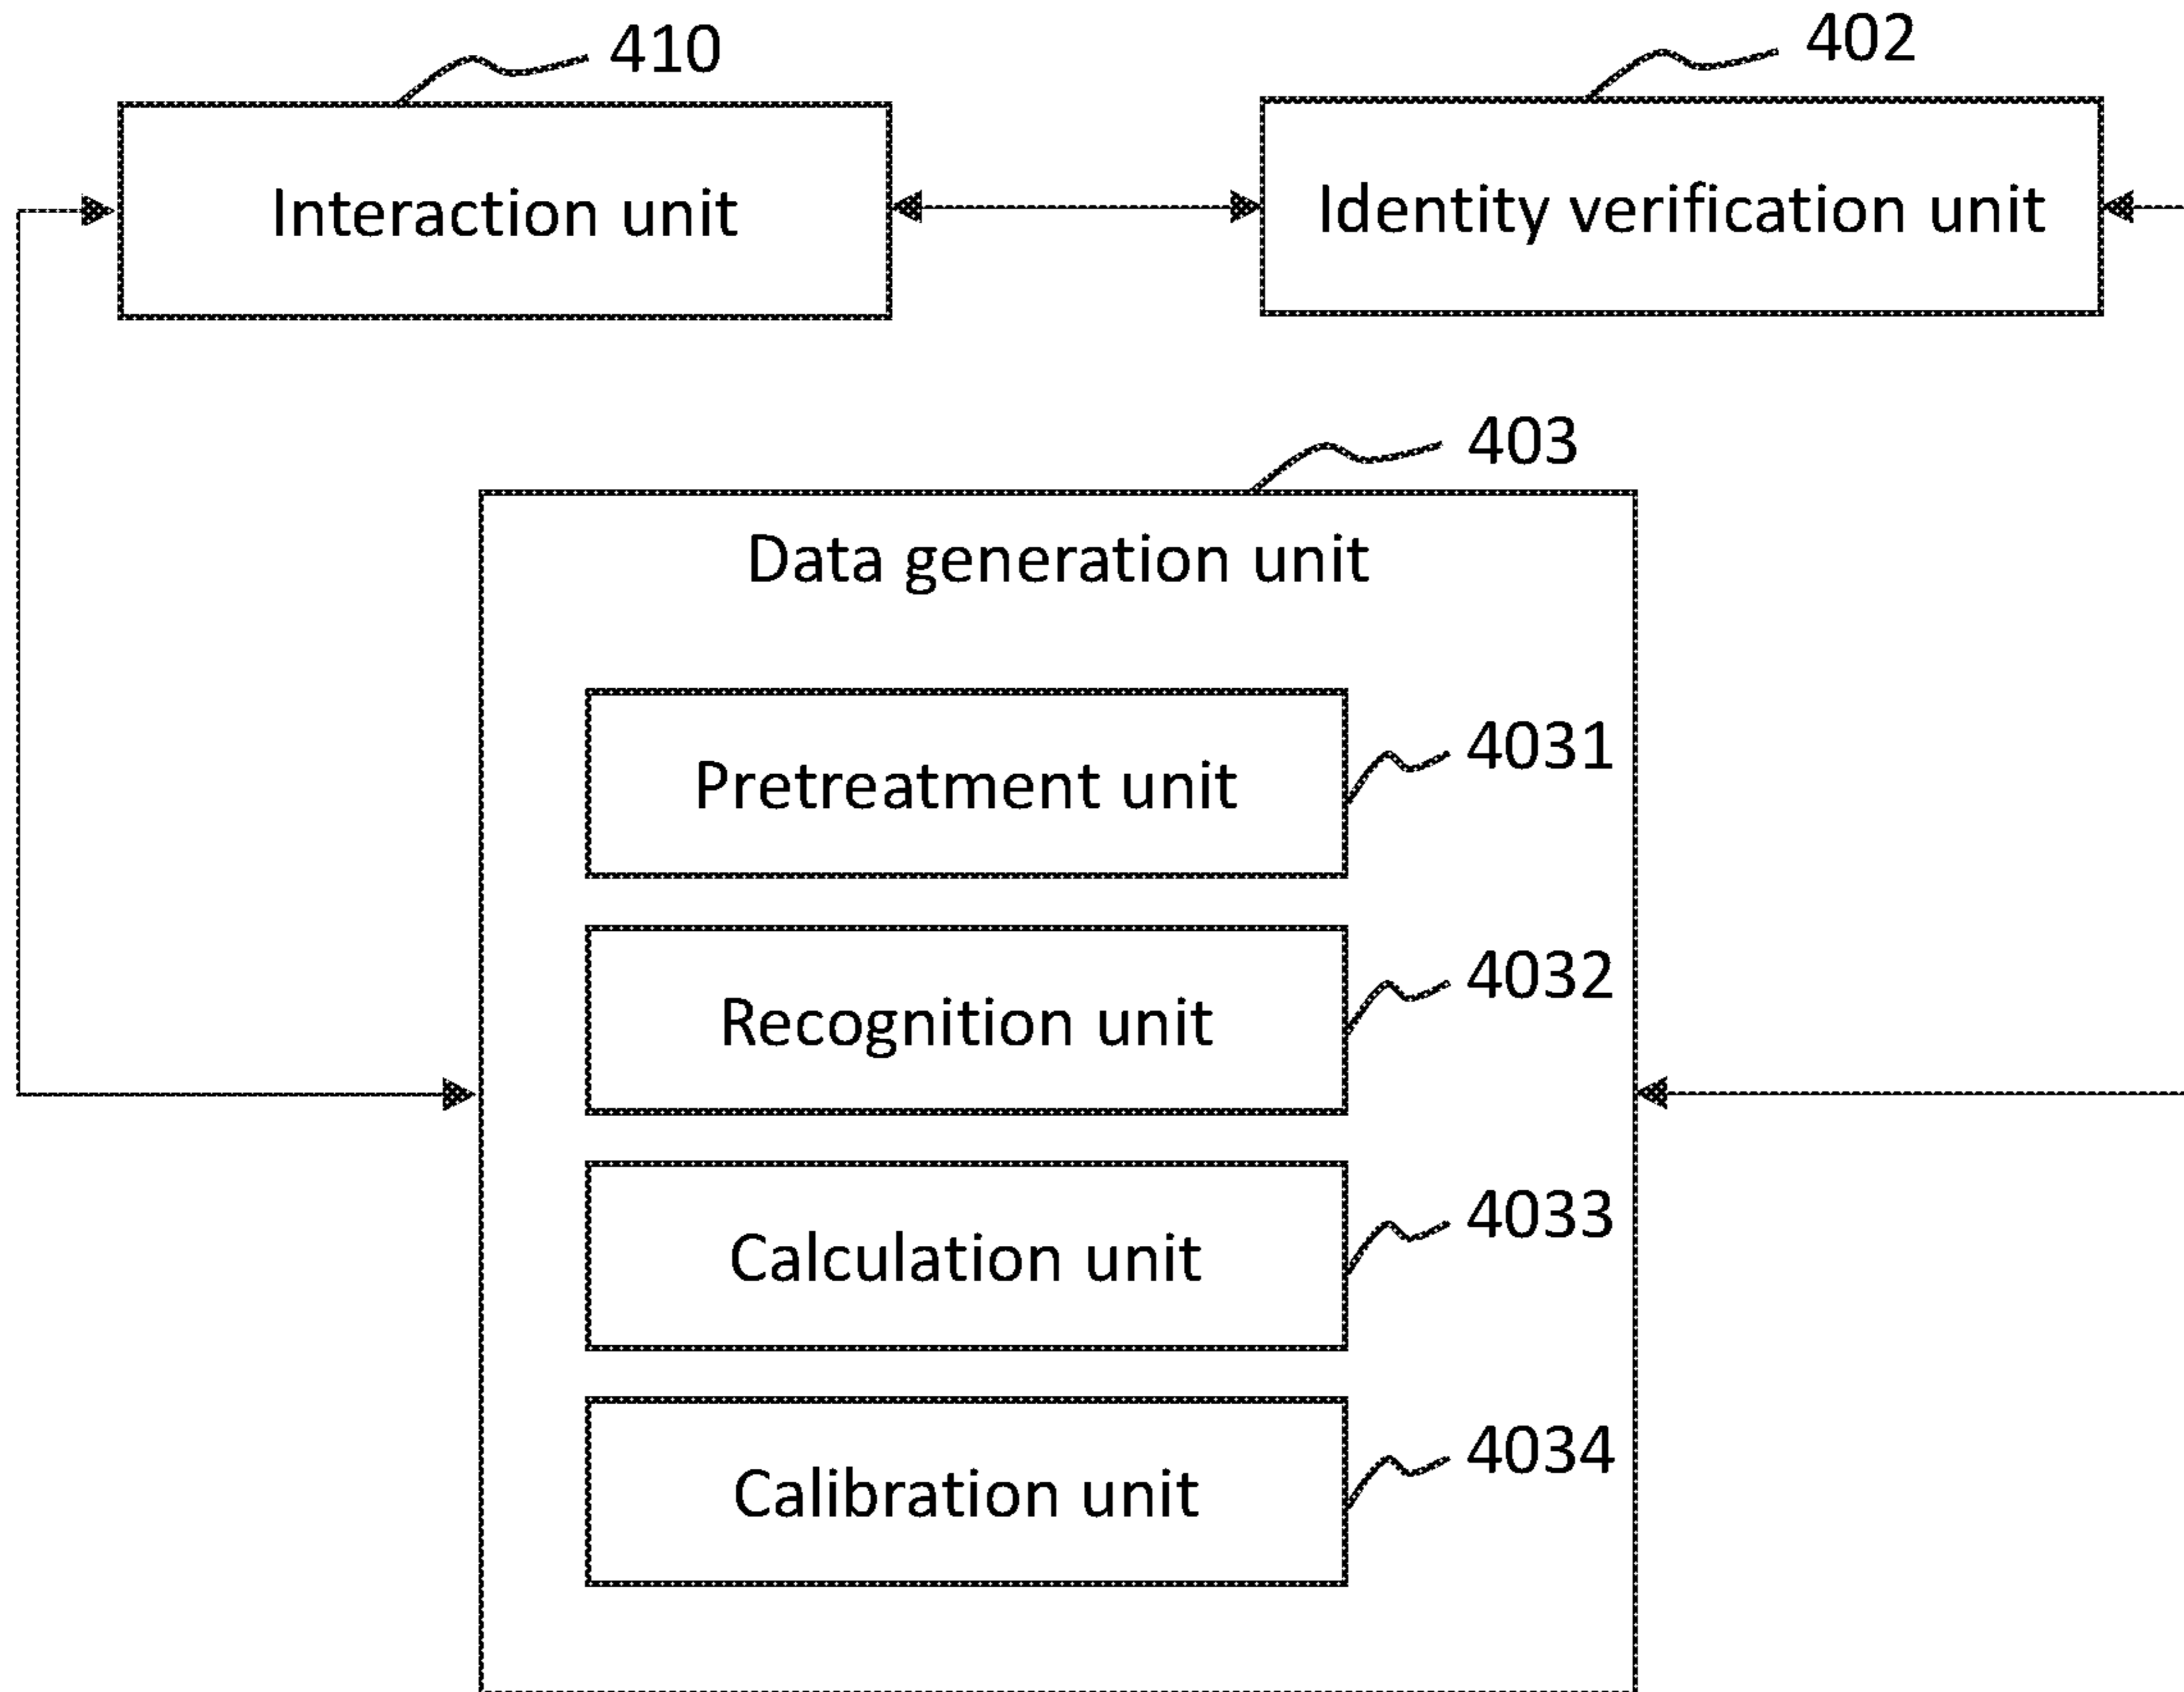 410
402
Interaction unit
Identity verification unit
403
Data generation unit
Pretreatment unit
4031
Recognition unit
4032
Calculation unit
4033
Calibration unit
4034